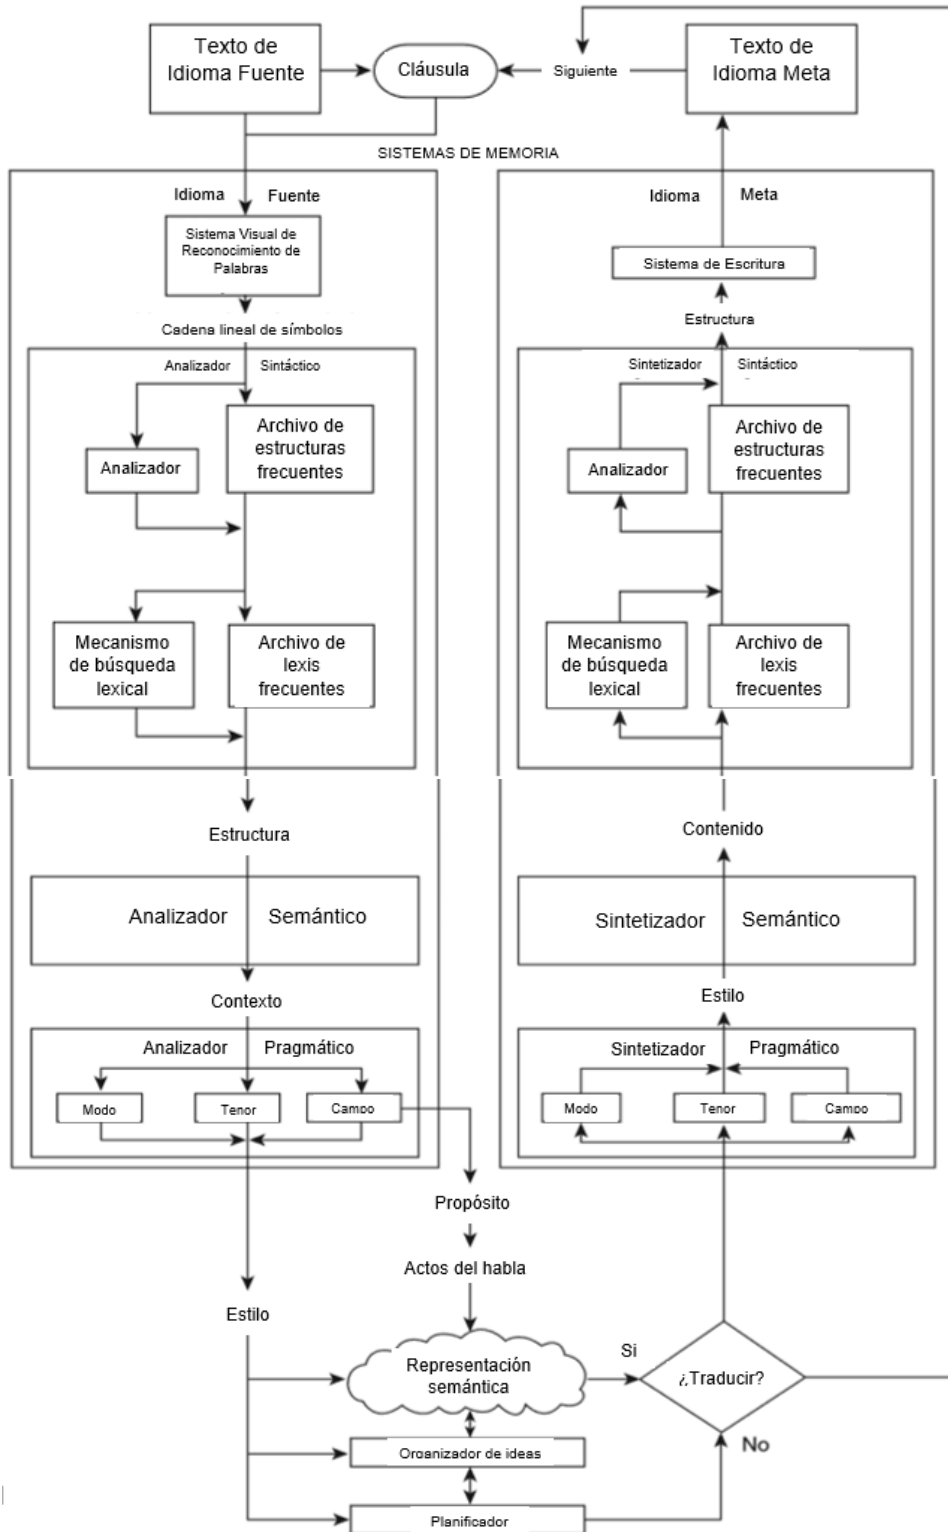 Texto de
Idioma Fuente
Cláusula
Siguiente
Texto de
Idioma Meta
SISTEMAS DE MEMORIA
Idioma Fuente
Sistema Visual de
Reconocimiento de
Palabras
Cadena lineal de símbolos
Analizador Sintáctico
Archivo de
estructuras
frecuentes
Analizador
Mecanismo
de búsqueda
lexical
Archivo de
lexis
frecuentes
Estructura
Analizador Semántico
Contexto
Analizador Pragmático
Modo
Tenor
Campo
Idioma Meta
Sistema de Escritura
Estructura
Sintetizador Sintáctico
Archivo de
estructuras
frecuentes
Analizador
Mecanismo
de búsqueda
lexical
Archivo de
lexis
frecuentes
Contenido
Sintetizador Semántico
Estilo
Sintetizador Pragmático
Modo
Tenor
Campo
Propósito
Actos del habla
Estilo
Representación
semántica
Si
¿Traducir?
No
Organizador de ideas
Planificador